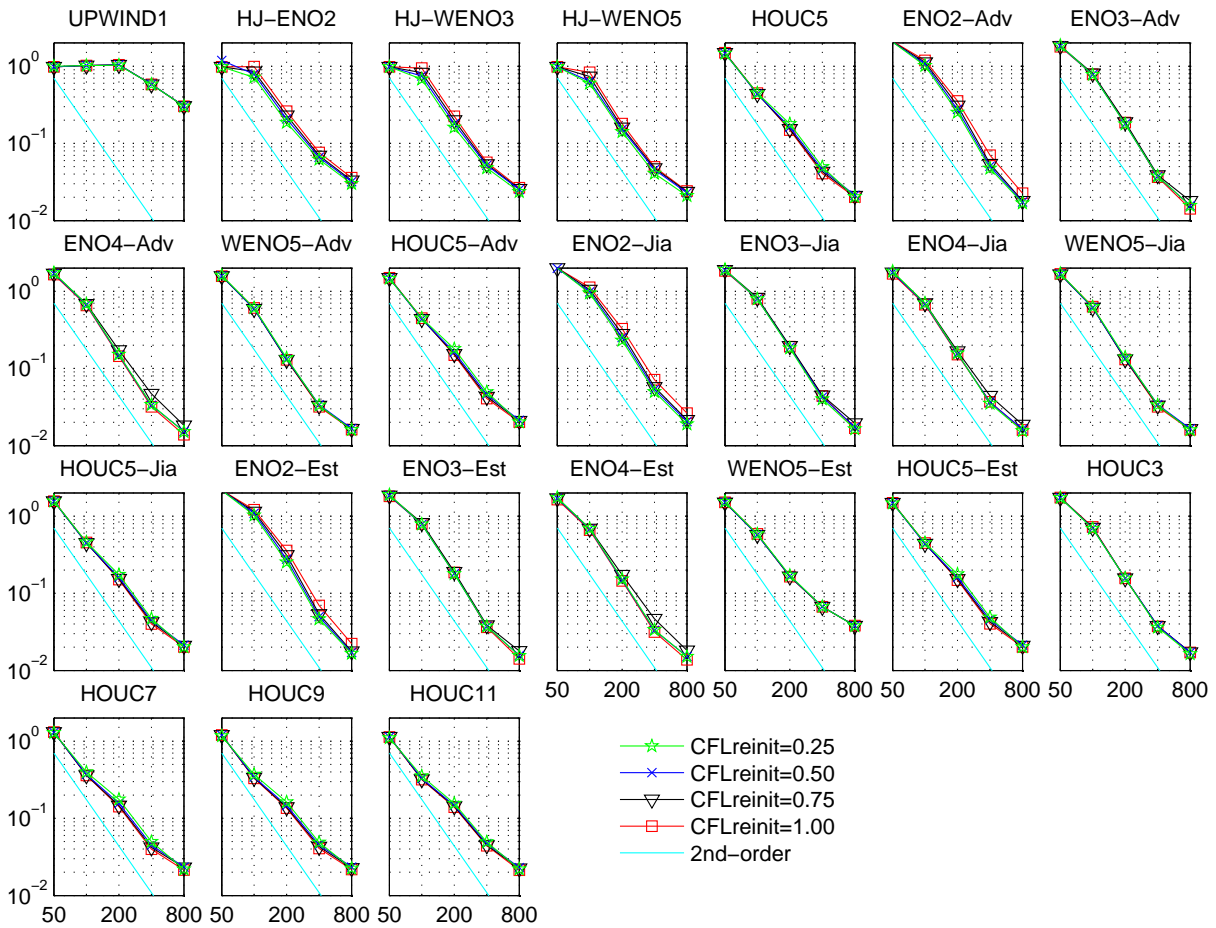 UPWIND1 HJ−ENO2 HJ−WENO3 HJ−WENO5 HOUC5 ENO2−Adv ENO3−Adv
10^0
10^-1
10^-2
ENO4−Adv WENO5−Adv HOUC5−Adv ENO2−Jia ENO3−Jia ENO4−Jia WENO5−Jia
10^0
10^-1
10^-2
HOUC5−Jia ENO2−Est ENO3−Est ENO4−Est WENO5−Est HOUC5−Est HOUC3
10^0
10^-1
10^-2
50 200 800 50 200 800 50 200 800 50 200 800
HOUC7 HOUC9 HOUC11
10^0
10^-1
10^-2
50 200 800 50 200 800 50 200 800
CFLreinit=0.25
CFLreinit=0.50
CFLreinit=0.75
CFLreinit=1.00
2nd−order